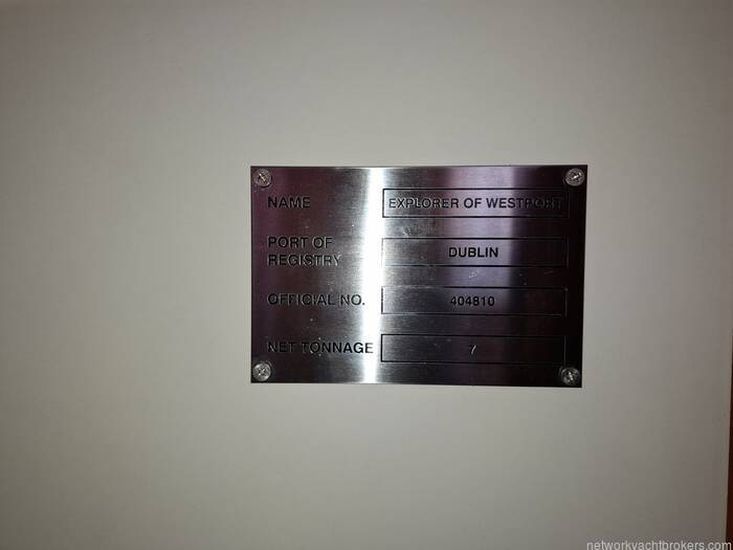 NAME EXPLORER OF WESTPORT
PORT OF
REGISTRY DUBLIN
OFFICIAL NO. 404810
NET TONNAGE 7
networkyachtbrokers.com